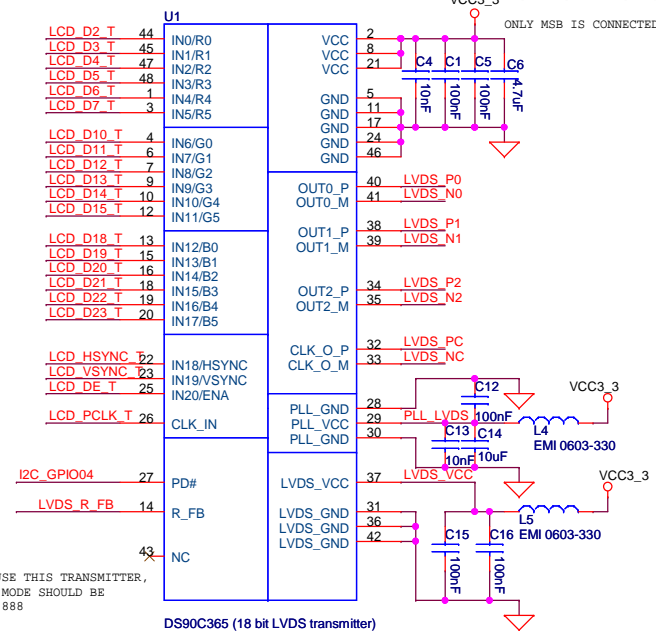 VCC3_3
U1
ONLY MSB IS CONNECTED
LCD_D2_T 44 IN0/R0
LCD_D3_T 45 IN1/R1
LCD_D4_T 47 IN2/R2
LCD_D5_T 48 IN3/R3
LCD_D6_T 1 IN4/R4
LCD_D7_T 3 IN5/R5
LCD_D10_T 4 IN6/G0
LCD_D11_T 6 IN7/G1
LCD_D12_T 7 IN8/G2
LCD_D13_T 9 IN9/G3
LCD_D14_T 10 IN10/G4
LCD_D15_T 12 IN11/G5
LCD_D18_T 13 IN12/B0
LCD_D19_T 15 IN13/B1
LCD_D20_T 16 IN14/B2
LCD_D21_T 18 IN15/B3
LCD_D22_T 19 IN16/B4
LCD_D23_T 20 IN17/B5
LCD_HSYNC_T 22 IN18/HSYNC
LCD_VSYNC_T 23 IN19/VSYNC
LCD_DE_T 25 IN20/ENA
LCD_PCLK_T 26 CLK_IN
I2C_GPIO04 27 PD#
LVDS_R_FB 14 R_FB
43 NC
VCC 2
VCC 8
VCC 21
GND 5
GND 11
GND 17
GND 24
GND 46
C4 10nF
C1 100nF
C5 100nF
C6 4.7uF
OUT0_P 40 LVDS_P0
OUT0_M 41 LVDS_N0
OUT1_P 38 LVDS_P1
OUT1_M 39 LVDS_N1
OUT2_P 34 LVDS_P2
OUT2_M 35 LVDS_N2
CLK_O_P 32 LVDS_PC
CLK_O_M 33 LVDS_NC
PLL_GND 28
PLL_VCC 29 PLL_LVDS
PLL_GND 30
C12 100nF
C13 10nF
C14 10uF
VCC3_3
L4
EMI 0603-330
LVDS_VCC 37 LVDS_VCC
LVDS_GND 31
LVDS_GND 36
LVDS_GND 42
C15 100nF
C16 100nF
VCC3_3
L5
EMI 0603-330
USE THIS TRANSMITTER,
MODE SHOULD BE
888
DS90C365 (18 bit LVDS transmitter)